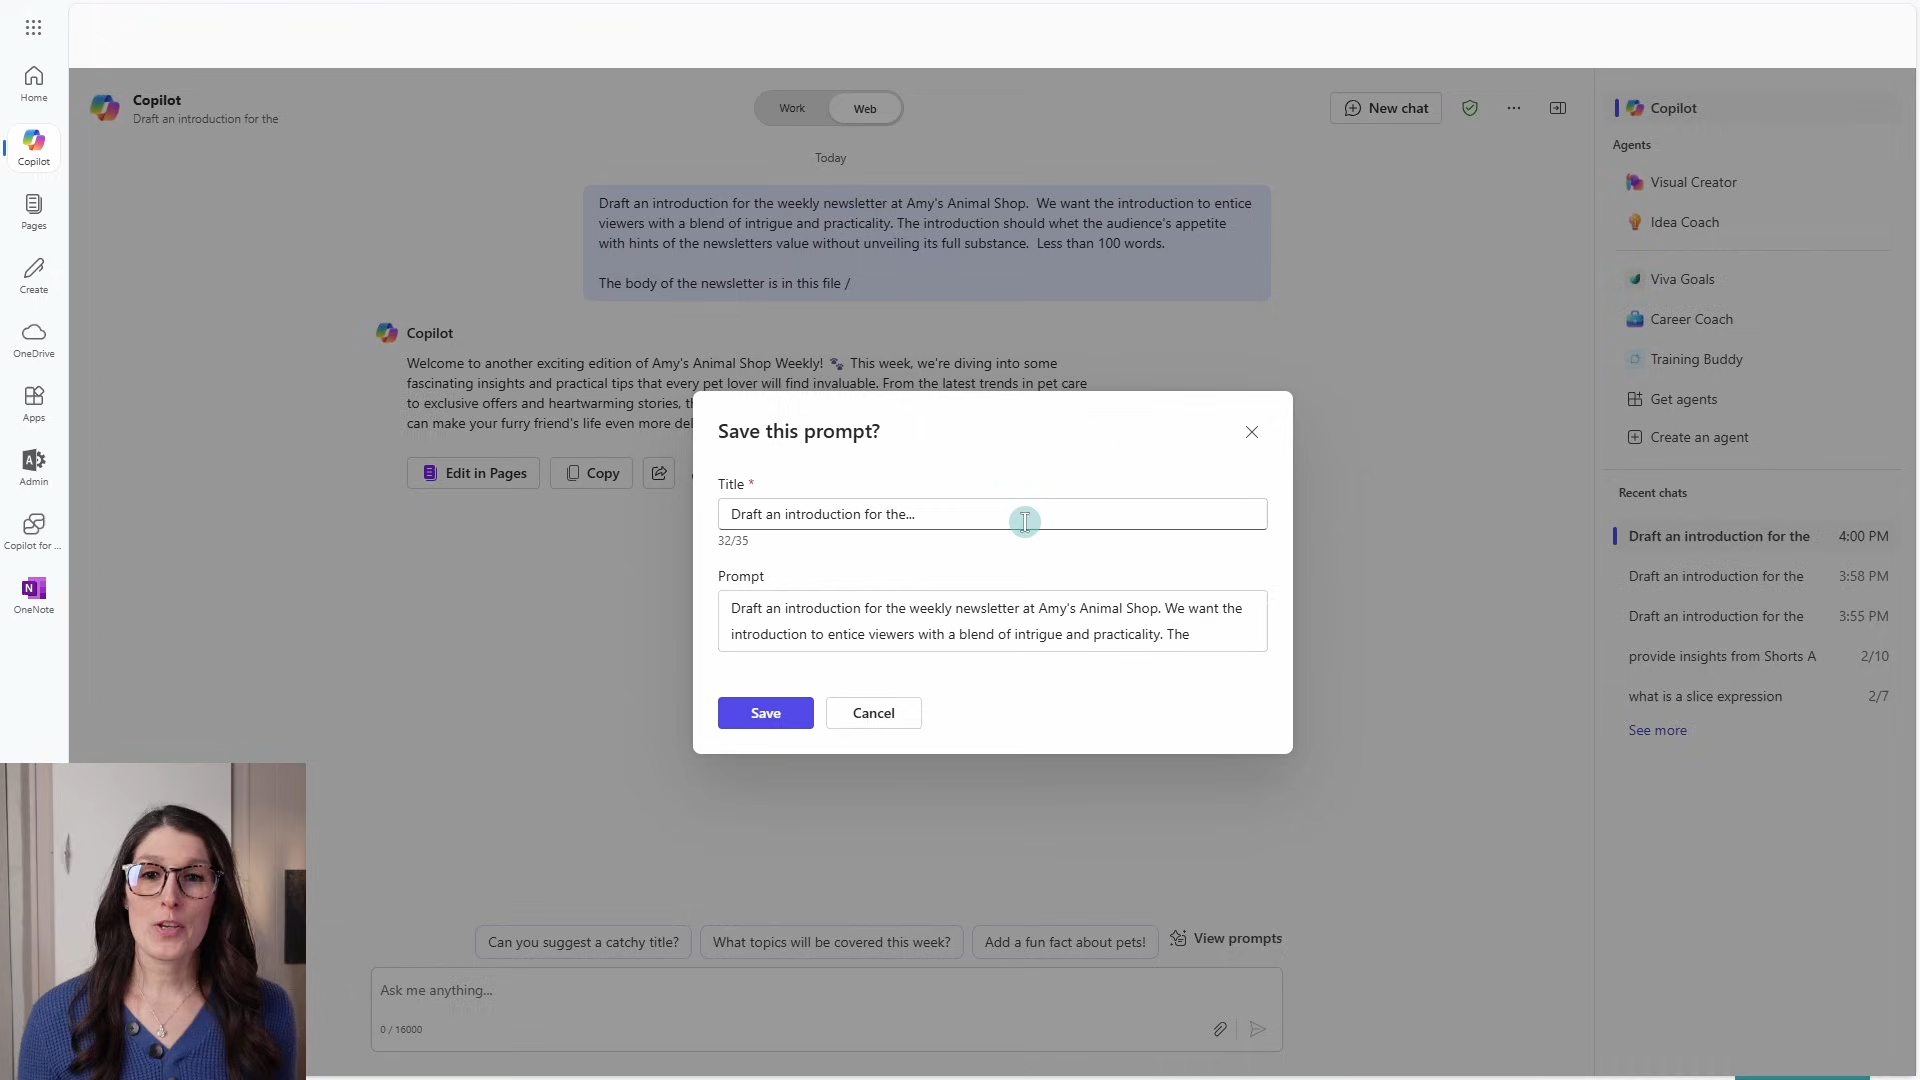 Home
Copilot
Pages
Create
OneDrive
Apps
Admin
Copilot for ...
OneNote
Copilot
Draft an introduction for the
Work
Web
New chat
Today
Draft an introduction for the weekly newsletter at Amy's Animal Shop.  We want the introduction to entice
viewers with a blend of intrigue and practicality. The introduction should whet the audience's appetite
with hints of the newsletters value without unveiling its full substance.  Less than 100 words.
The body of the newsletter is in this file /
Copilot
Welcome to another exciting edition of Amy's Animal Shop Weekly! 🐾 This week, we're diving into some
fascinating insights and practical tips that every pet lover will find invaluable. From the latest trends in pet care
to exclusive offers and heartwarming stories,
can make your furry friend's life even more
Edit in Pages
Copy
Save this prompt?
Title *
Draft an introduction for the...
32/35
Prompt
Draft an introduction for the weekly newsletter at Amy's Animal Shop. We want the
introduction to entice viewers with a blend of intrigue and practicality. The
Save
Cancel
Can you suggest a catchy title?
What topics will be covered this week?
Add a fun fact about pets!
View prompts
Ask me anything...
0 / 16000
Copilot
Agents
Visual Creator
Idea Coach
Viva Goals
Career Coach
Training Buddy
Get agents
Create an agent
Recent chats
Draft an introduction for the 4:00 PM
Draft an introduction for the 3:58 PM
Draft an introduction for the 3:55 PM
provide insights from Shorts A 2/10
what is a slice expression 2/7
See more